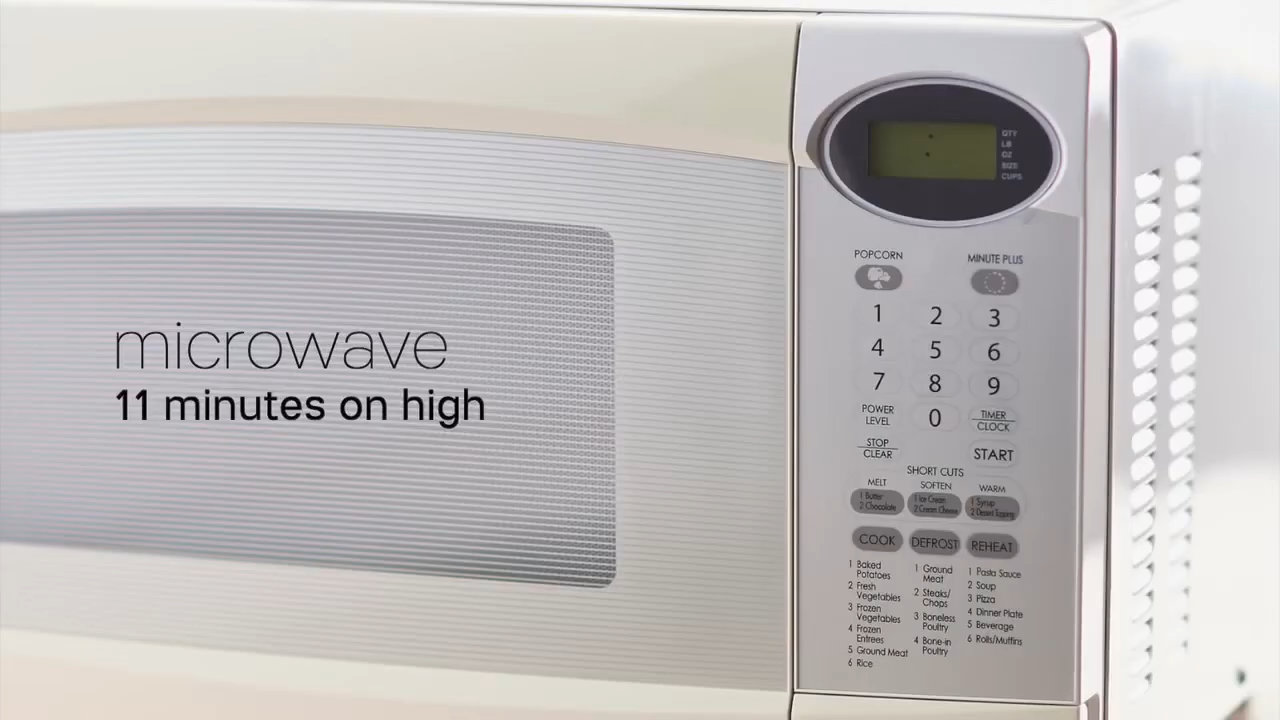 microwave
11 minutes on high
QTY
LB
OZ
SIZE
CUPS
POPCORN
MINUTE PLUS
1 2 3
4 5 6
7 8 9
POWER
LEVEL
0
TIMER
CLOCK
STOP
CLEAR
START
SHORT CUTS
MELT
SOFTEN
WARM
1 Butter
2 Chocolate
1 Ice Cream
2 Cream Cheese
1 Syrup
2 Dessert Topping
COOK
DEFROST
REHEAT
1 Baked
Potatoes
2 Fresh
Vegetables
3 Frozen
Vegetables
4 Frozen
Entrees
5 Ground Meat
6 Rice
1 Ground
Meat
2 Steaks/
Chops
3 Boneless
Poultry
4 Bone-in
Poultry
1 Pasta Sauce
2 Soup
3 Pizza
4 Dinner Plate
5 Beverage
6 Rolls/Muffins